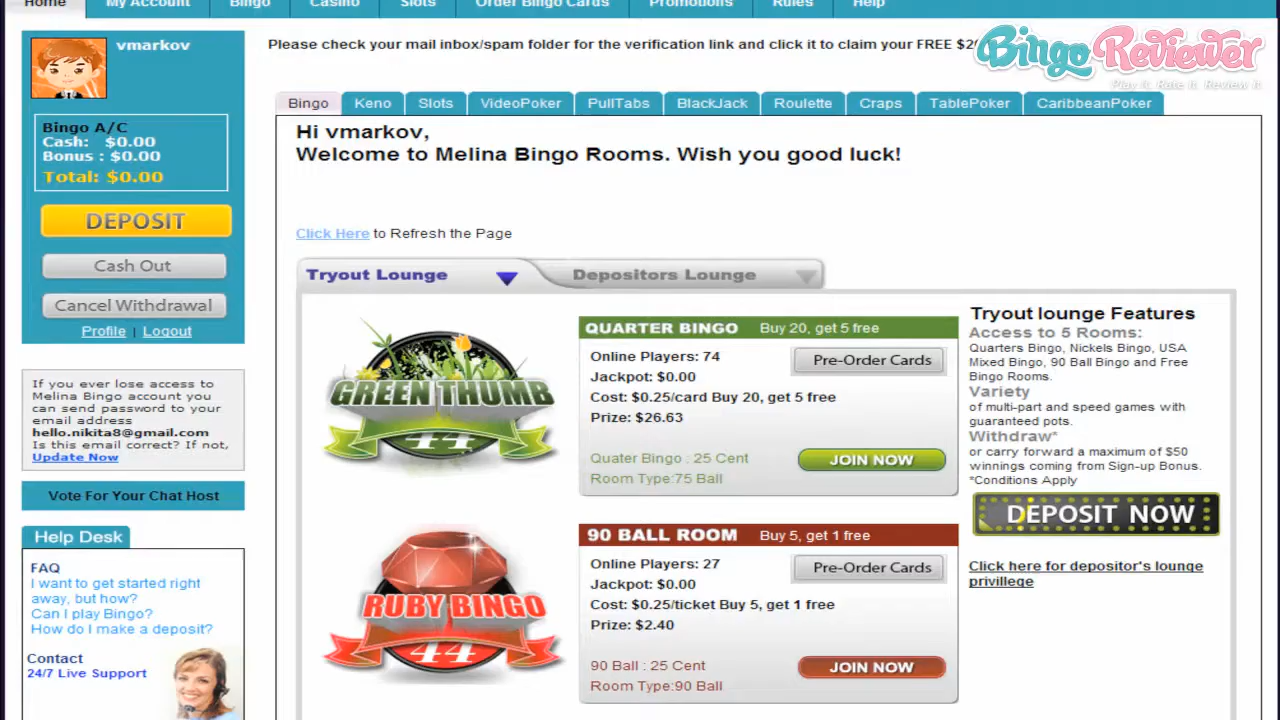 Home My Account Bingo Casino Slots Order Bingo Cards Promotions Rules Help
vmarkov
Bingo A/C
Cash: $0.00
Bonus : $0.00
Total: $0.00
DEPOSIT
Cash Out
Cancel Withdrawal
Profile | Logout
If you ever lose access to
Melina Bingo account you
can send password to your
email address
hello.nikita8@gmail.com
Is this email correct? If not,
Update Now
Vote For Your Chat Host
Help Desk
FAQ
I want to get started right
away, but how?
Can I play Bingo?
How do I make a deposit?
Contact
24/7 Live Support
Please check your mail inbox/spam folder for the verification link and click it to claim your FREE
BingoReviewer
Play it. Rate it. Review it
Bingo Keno Slots VideoPoker PullTabs BlackJack Roulette Craps TablePoker CaribbeanPoker
Hi vmarkov,
Welcome to Melina Bingo Rooms. Wish you good luck!
Click Here to Refresh the Page
Tryout Lounge Depositors Lounge
GREEN THUMB
44
QUARTER BINGO Buy 20, get 5 free
Online Players: 74
Pre-Order Cards
Jackpot: $0.00
Cost: $0.25/card Buy 20, get 5 free
Prize: $26.63
Quater Bingo : 25 Cent
JOIN NOW
Room Type:75 Ball
RUBY BINGO
44
90 BALL ROOM Buy 5, get 1 free
Online Players: 27
Pre-Order Cards
Jackpot: $0.00
Cost: $0.25/ticket Buy 5, get 1 free
Prize: $2.40
90 Ball : 25 Cent
JOIN NOW
Room Type:90 Ball
Tryout lounge Features
Access to 5 Rooms:
Quarters Bingo, Nickels Bingo, USA
Mixed Bingo, 90 Ball Bingo and Free
Bingo Rooms.
Variety
of multi-part and speed games with
guaranteed pots.
Withdraw*
or carry forward a maximum of $50
winnings coming from Sign-up Bonus.
*Conditions Apply
DEPOSIT NOW
Click here for depositor's lounge
privillege